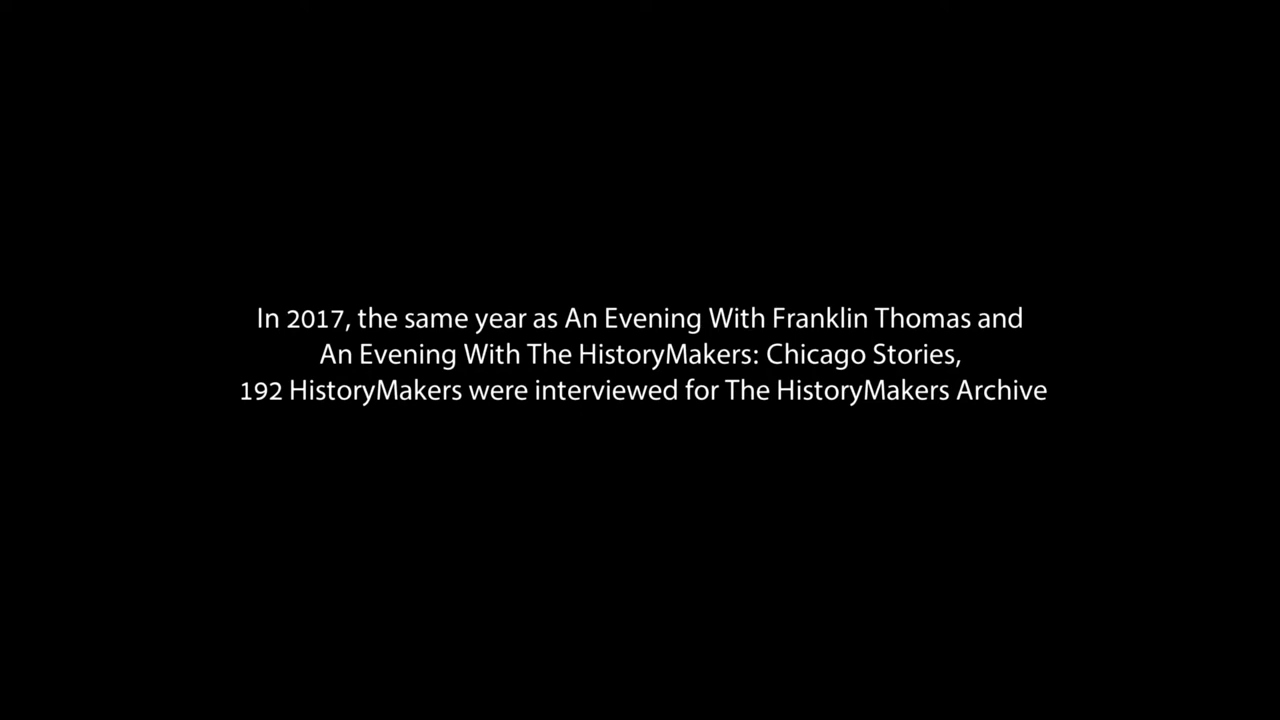 In 2017, the same year as An Evening With Franklin Thomas and
An Evening With The HistoryMakers: Chicago Stories,
192 HistoryMakers were interviewed for The HistoryMakers Archive